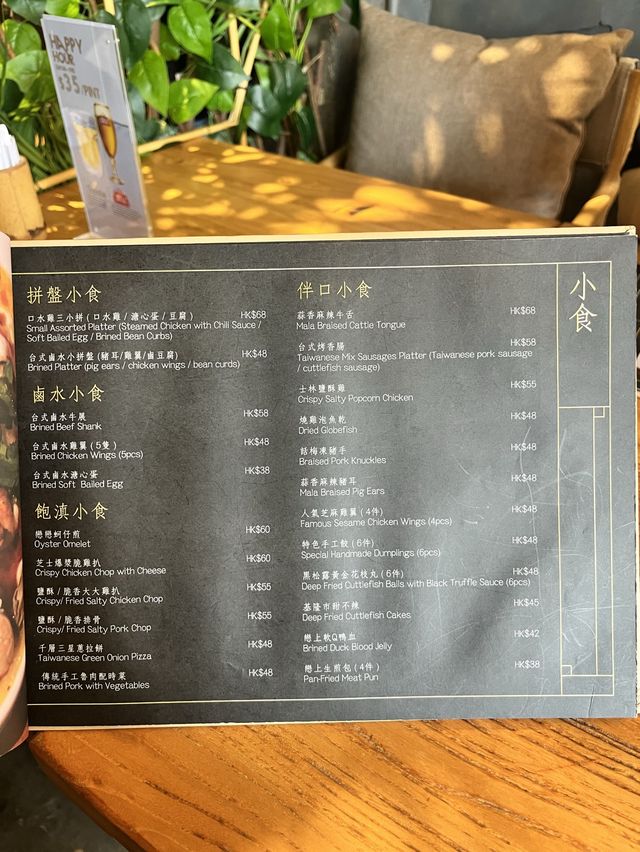 HAPPY
HOUR
$35/PINT
拼盤小食
口水雞三小拼 ( 口水雞 / 溏心蛋 / 豆腐 ) HK$68
Small Assorted Platter (Steamed Chicken with Chili Sauce /
Soft Bailed Egg / Brined Bean Curbs)
台式鹵水小拼盤 (豬耳/雞翼/鹵豆腐) HK$48
Brined Platter (pig ears / chicken wings / bean curds)
鹵水小食
台式鹵水牛展 HK$58
Brined Beef Shank
台式鹵水雞翼 ( 5隻 ) HK$48
Brined Chicken Wings (5pcs)
台式鹵水溏心蛋 HK$38
Brined Soft Bailed Egg
飽滇小食
戀戀蚵仔煎 HK$60
Oyster Omelet
芝士爆漿脆雞扒 HK$60
Crispy Chicken Chop with Cheese
鹽酥 / 脆香大大雞扒 HK$55
Crispy/ Fried Salty Chicken Chop
鹽酥 / 脆香排骨 HK$55
Crispy/ Fried Salty Pork Chop
千層三星蔥拉餅 HK$48
Taiwanese Green Onion Pizza
傳統手工魯肉配時菜 HK$48
Brined Pork with Vegetables
伴口小食
蒜香麻辣牛舌 HK$68
Mala Braised Cattle Tongue
台式烤香腸 HK$58
Taiwanese Mix Sausages Platter (Taiwanese pork sausage
/ cuttlefish sausage)
士林鹽酥雞 HK$55
Crispy Salty Popcorn Chicken
燒雞泡魚乾 HK$48
Dried Globefish
話梅凍豬手 HK$48
Braised Pork Knuckles
蒜香麻辣豬耳 HK$48
Mala Braised Pig Ears
人氣芝麻雞翼 ( 4件 ) HK$48
Famous Sesame Chicken Wings (4pcs)
特色手工餃 ( 6件 ) HK$48
Special Handmade Dumplings (6pcs)
黑松露黃金花枝丸 ( 6件 ) HK$48
Deep Fried Cuttlefish Balls with Black Truffle Sauce (6pcs)
基隆市甜不辣 HK$45
Deep Fried Cuttlefish Cakes
戀上軟Q鴨血 HK$42
Brined Duck Blood Jelly
戀上生煎包 ( 4件 ) HK$38
Pan-Fried Meat Pun
小食